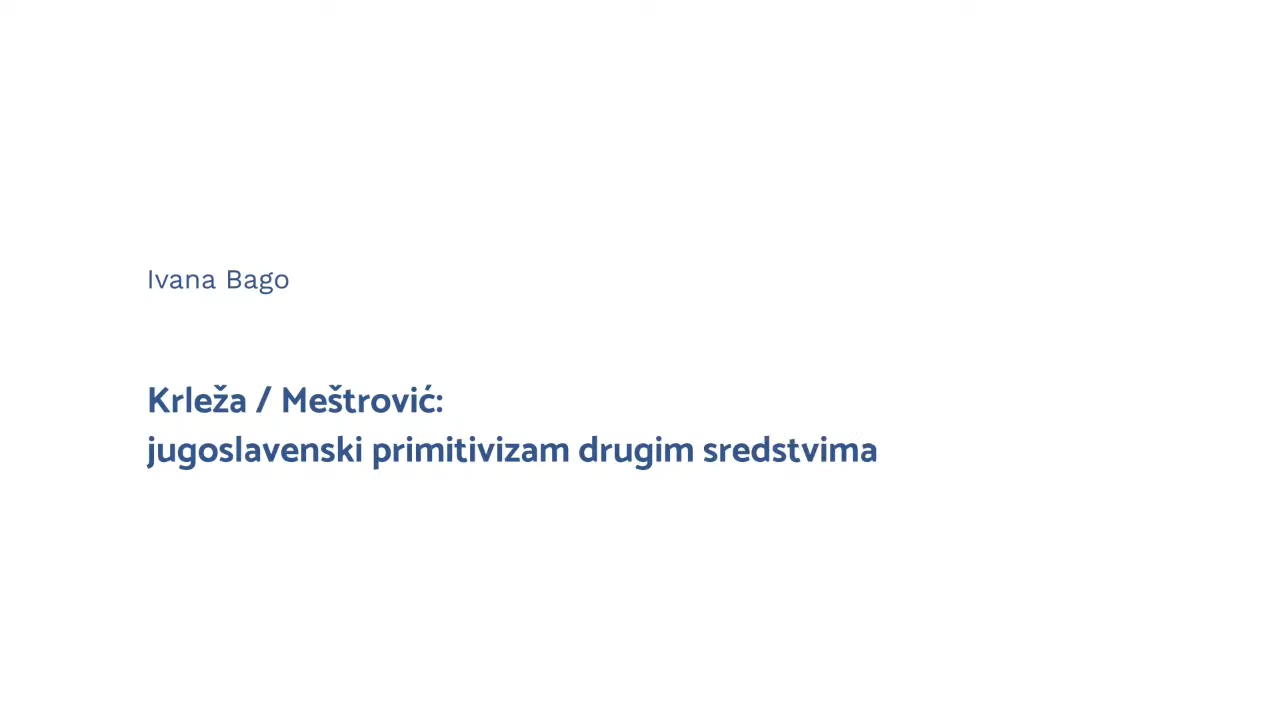 Ivana Bago
Krleža / Meštrović:
jugoslavenski primitivizam drugim sredstvima